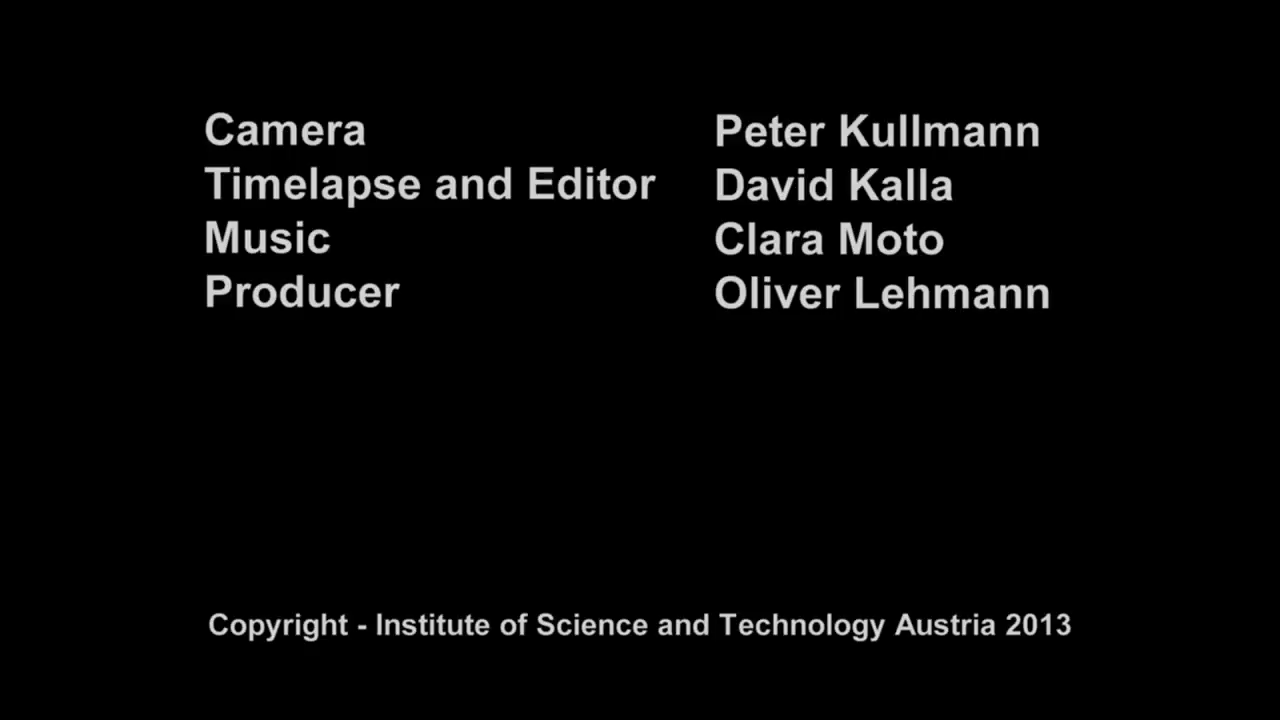 Camera Peter Kullmann
Timelapse and Editor David Kalla
Music Clara Moto
Producer Oliver Lehmann
Copyright - Institute of Science and Technology Austria 2013